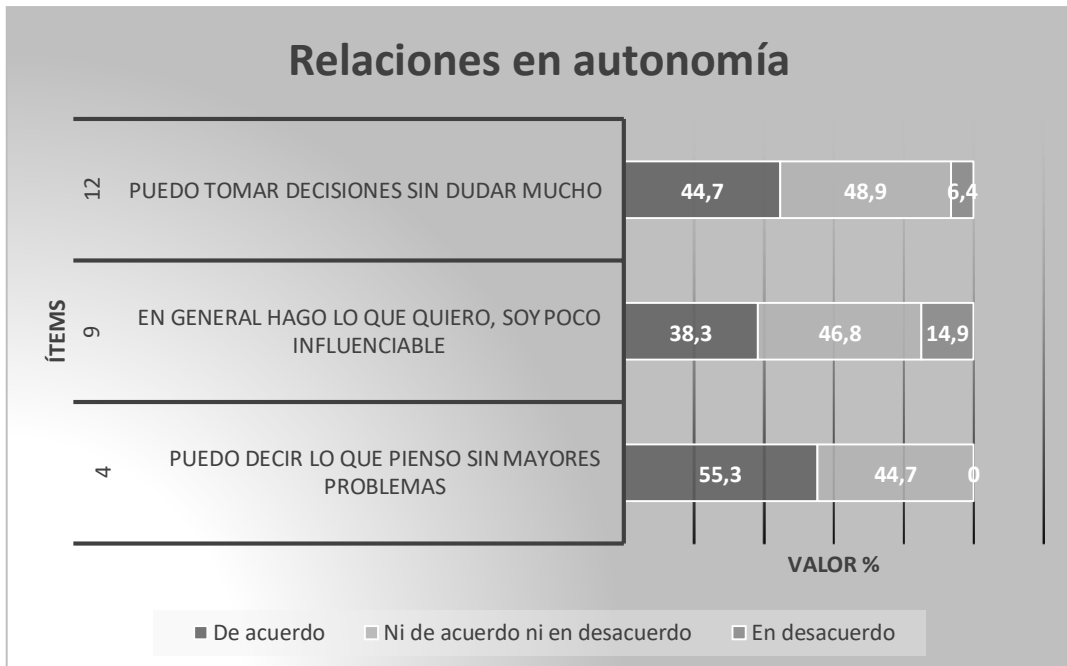 Relaciones en autonomía
ÍTEMS
12
PUEDO TOMAR DECISIONES SIN DUDAR MUCHO
44,7 48,9 6,4
9
EN GENERAL HAGO LO QUE QUIERO, SOY POCO
INFLUENCIABLE
38,3 46,8 14,9
4
PUEDO DECIR LO QUE PIENSO SIN MAYORES
PROBLEMAS
55,3 44,7 0
VALOR %
De acuerdo Ni de acuerdo ni en desacuerdo En desacuerdo